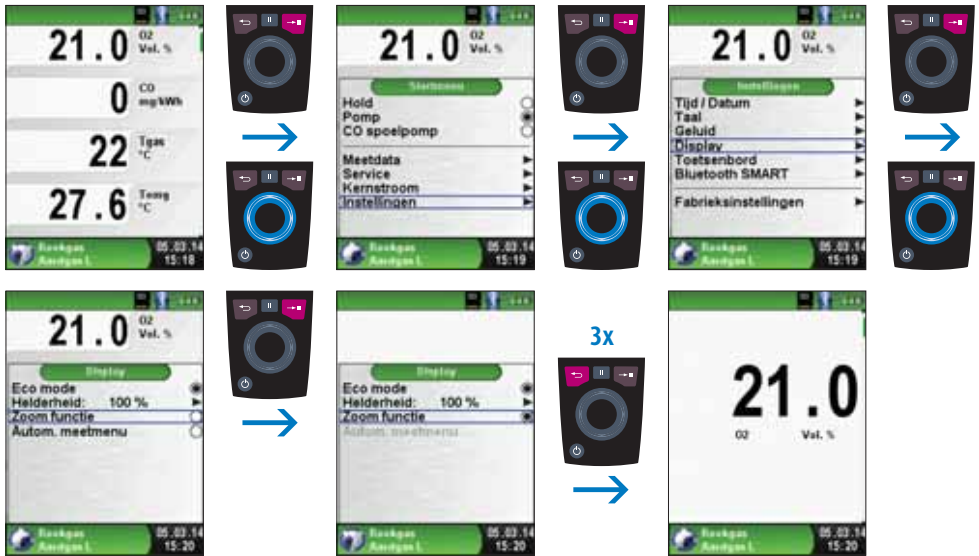 21.0 O2 Vol. %
0 CO mg/kWh
22 Tgas °C
27.6 Tomg °C
Rookgas 05.03.14
Aardgas L 15:18
21.0 O2 Vol. %
Startmenu
Hold
Pomp
CO spoelpomp
Meetdata
Service
Kernstroom
Instellingen
Rookgas 05.03.14
Aardgas L 15:19
21.0 O2 Vol. %
Instellingen
Tijd / Datum
Taal
Geluid
Display
Toetsenbord
Bluetooth SMART
Fabrieksinstellingen
Rookgas 05.03.14
Aardgas L 15:19
21.0 O2 Vol. %
Display
Eco mode
Helderheid: 100 %
Zoom functie
Autom. meetmenu
Rookgas 05.03.14
Aardgas L 15:20
Display
Eco mode
Helderheid: 100 %
Zoom functie
Autom. meetmenu
Rookgas 05.03.14
Aardgas L 15:20
3x
21.0
O2 Vol. %
Rookgas 05.03.14
Aardgas L 15:20